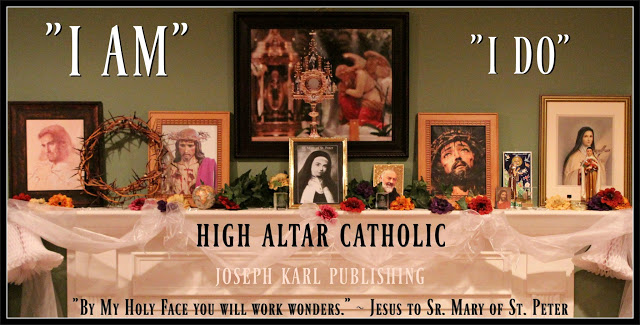 "I AM"
"I DO"
HIGH ALTAR CATHOLIC
JOSEPH KARL PUBLISHING
"BY MY HOLY FACE YOU WILL WORK WONDERS." ~ JESUS TO SR. MARY OF ST. PETER